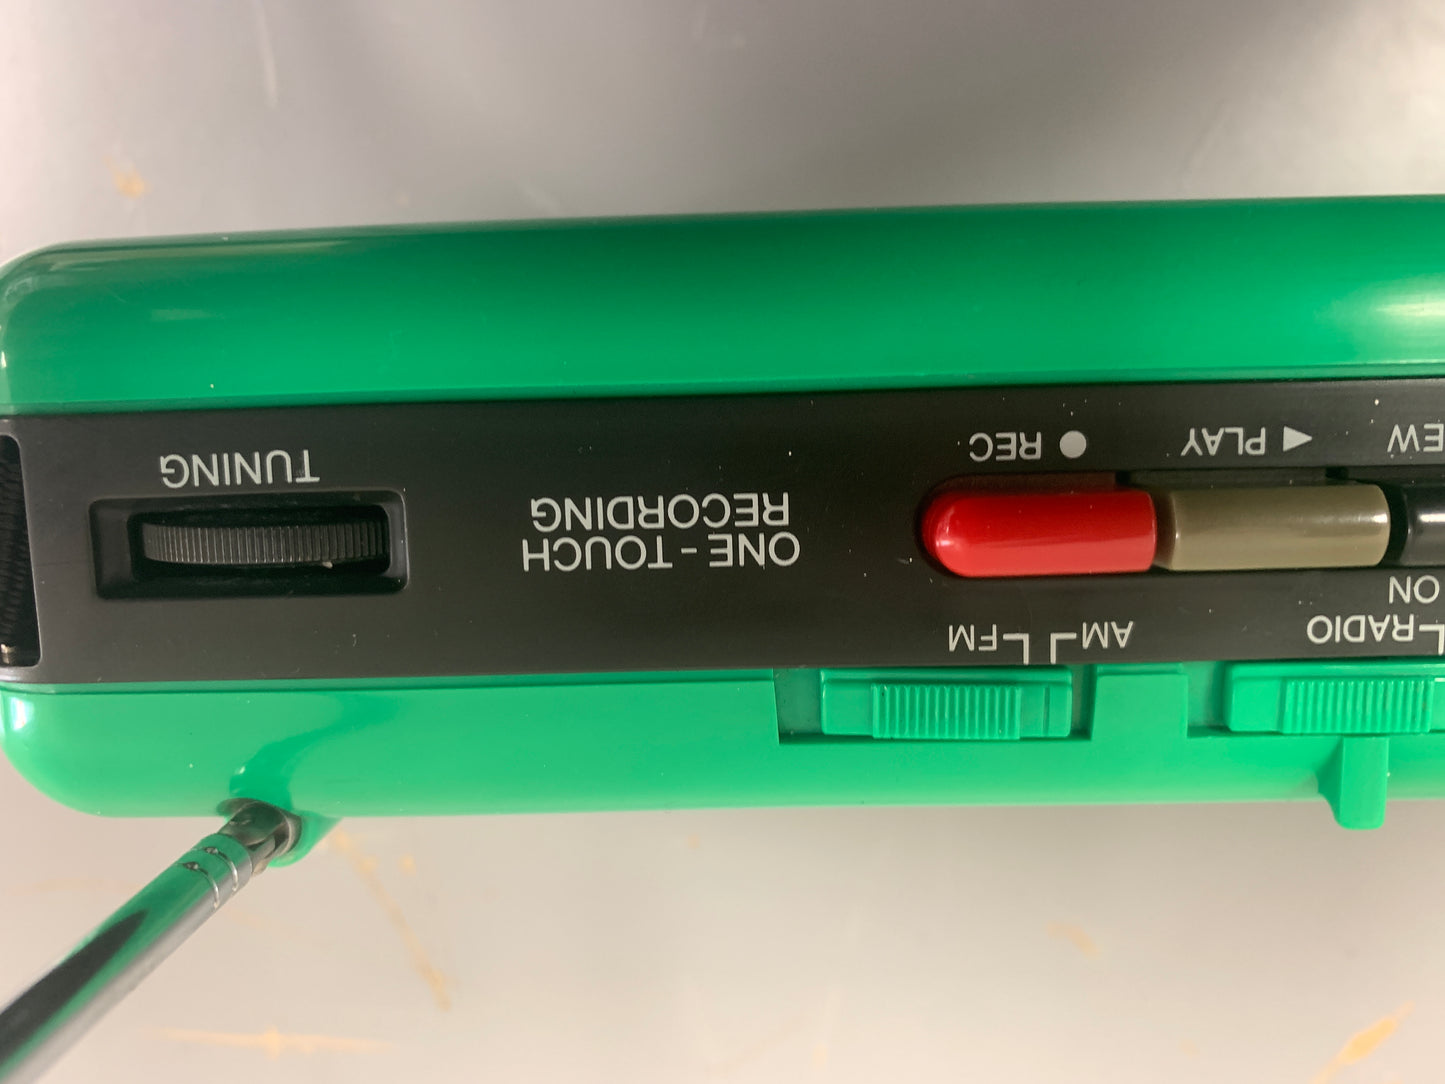 RADIO
ON
AM FM
ONE-TOUCH
RECORDING
▶ PLAY
● REC
TUNING